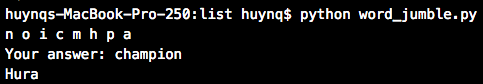 huynqs-MacBook-Pro-250:list huynq$ python word_jumble.py
n o i c m h p a
Your answer: champion
Hura